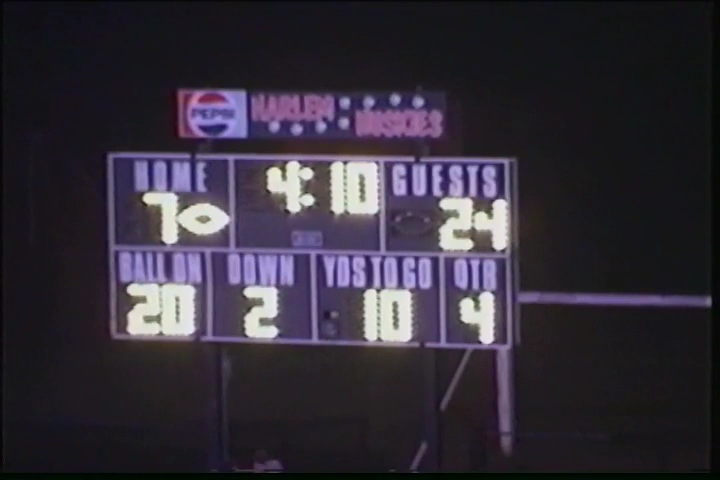 PEPSI HARLEM
HUSKIES
HOME 4:10 GUESTS
7 24
BALL ON DOWN YDS TO GO QTR
20 2 10 4